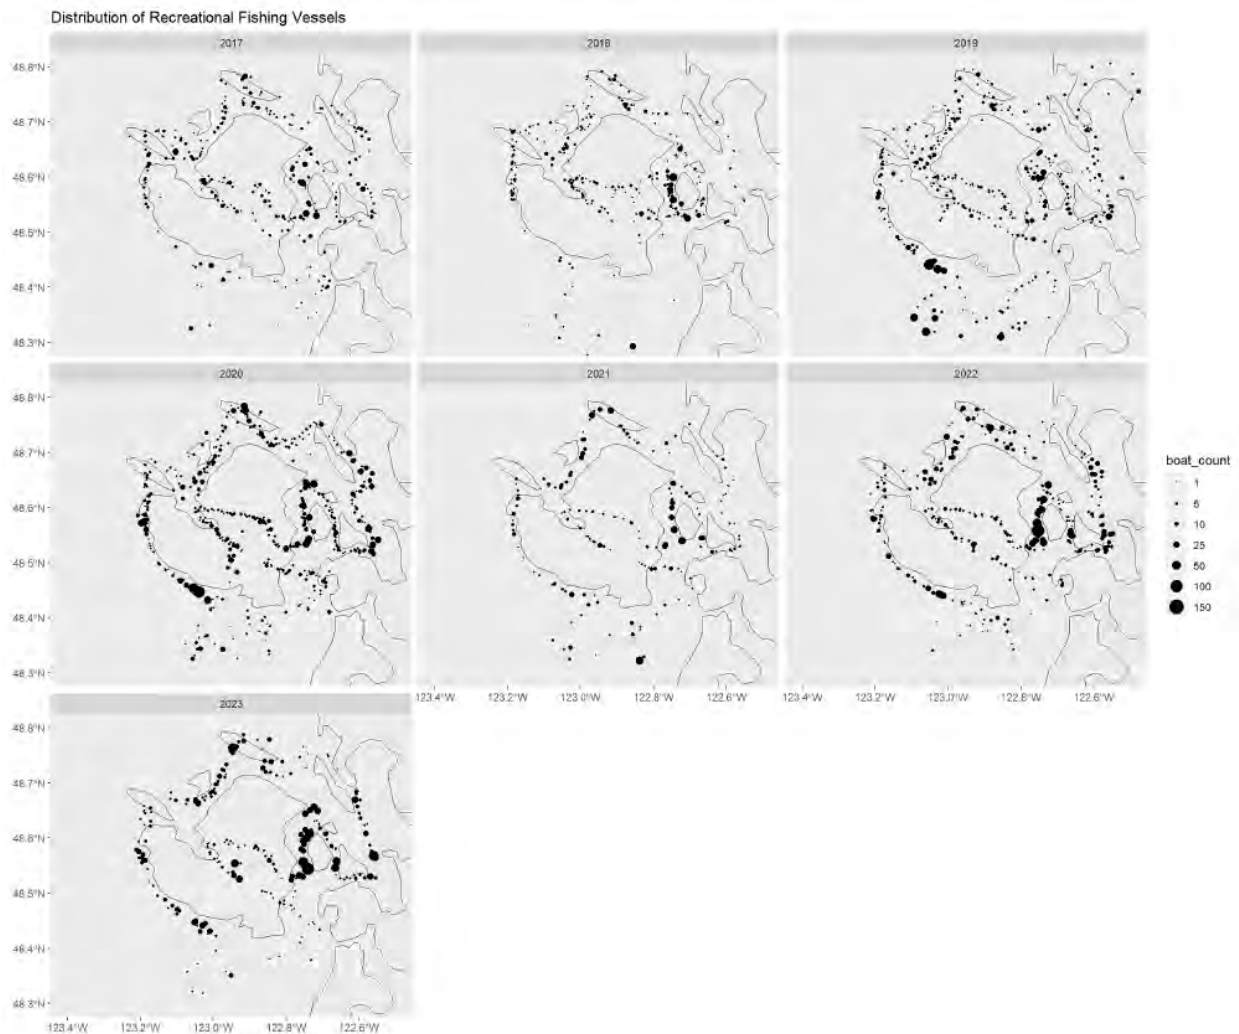 Distribution of Recreational Fishing Vessels
2017
2018
2019
48.8°N
48.7°N
48.6°N
48.5°N
48.4°N
48.3°N
2020
2021
2022
48.8°N
48.7°N
48.6°N
48.5°N
48.4°N
48.3°N
123.4°W 123.2°W 123.0°W 122.8°W 122.6°W
123.4°W 123.2°W 123.0°W 122.8°W 122.6°W
boat_count
1
5
10
25
50
100
150
2023
48.8°N
48.7°N
48.6°N
48.5°N
48.4°N
48.3°N
123.4°W 123.2°W 123.0°W 122.8°W 122.6°W